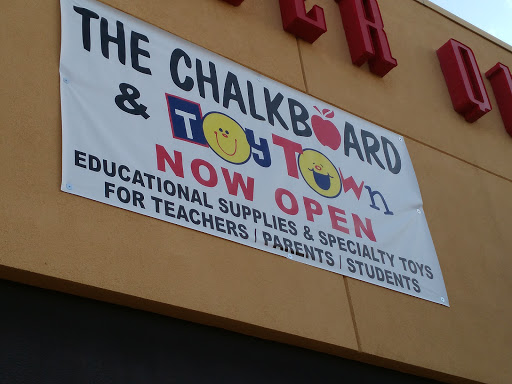 THE CHALKBOARD
& TOYTOWN
NOW OPEN
EDUCATIONAL SUPPLIES & SPECIALTY TOYS
FOR TEACHERS / PARENTS / STUDENTS